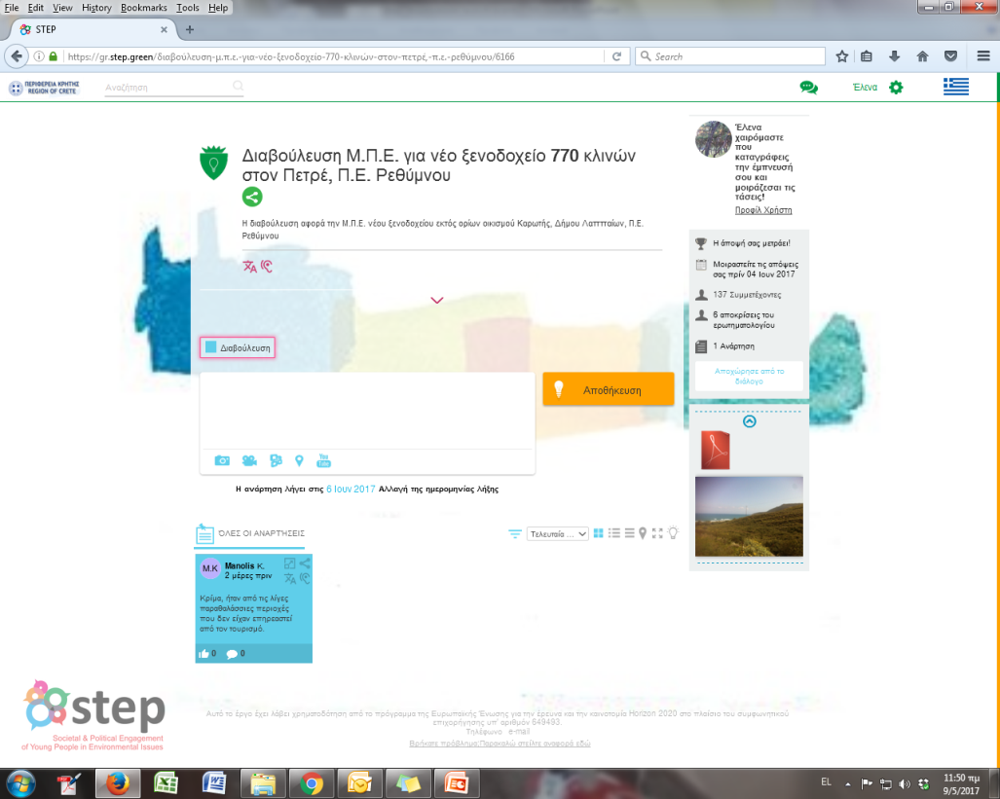 File Edit View History Bookmarks Tools Help
STEP
https://gr.step.green/διαβούλευση-μ.π.ε.-για-νέο-ξενοδοχείο-770-κλινών-στον-πετρέ,-π.ε.-ρεθύμνου/6166
Search
ΠΕΡΙΦΕΡΕΙΑ ΚΡΗΤΗΣ
REGION OF CRETE
Αναζήτηση
Έλενα
Διαβούλευση Μ.Π.Ε. για νέο ξενοδοχείο 770 κλινών
στον Πετρέ, Π.Ε. Ρεθύμνου
Η διαβούλευση αφορά την Μ.Π.Ε. νέου ξενοδοχείου εκτός ορίων οικισμού Καρωτής, Δήμου Λαππαίων, Π.Ε.
Ρεθύμνου
Διαβούλευση
Αποθήκευση
You
Tube
Η ανάρτηση λήγει στις 6 Ιουν 2017 Αλλαγή της ημερομηνίας λήξης
ΌΛΕΣ ΟΙ ΑΝΑΡΤΉΣΕΙΣ
Τελευταία ...
M.K
Manolis K.
2 μέρες πριν
Κρίμα, ήταν από τις λίγες
παραθαλάσσιες περιοχές
που δεν είχαν επηρεαστεί
από τον τουρισμό.
0 0
Έλενα
χαιρόμαστε
που
καταγράφεις
την έμπνευσή
σου και
μοιράζεσαι τις
τάσεις!
Προφίλ Χρήστη
Η άποψή σας μετράει!
Μοιραστείτε τις απόψεις
σας πρίν 04 Ιουν 2017
137 Συμμετέχοντες
6 αποκρίσεις του
ερωτηματολογίου
1 Ανάρτηση
Αποχώρησε από το
διάλογο
step
Societal & Political Engagement
of Young People in Environmental Issues
Αυτό το έργο έχει λάβει χρηματοδότηση από το πρόγραμμα της Ευρωπαϊκής Ένωσης για την έρευνα και την καινοτομία Horizon 2020 στο πλαίσιο του συμφωνητικού
επιχορήγησης υπ' αριθμόν 649493.
Τηλέφωνο e-mail
Βρήκατε πρόβλημα;Παρακαλώ στείλτε αναφορά εδώ
EL
11:50 πμ
9/5/2017